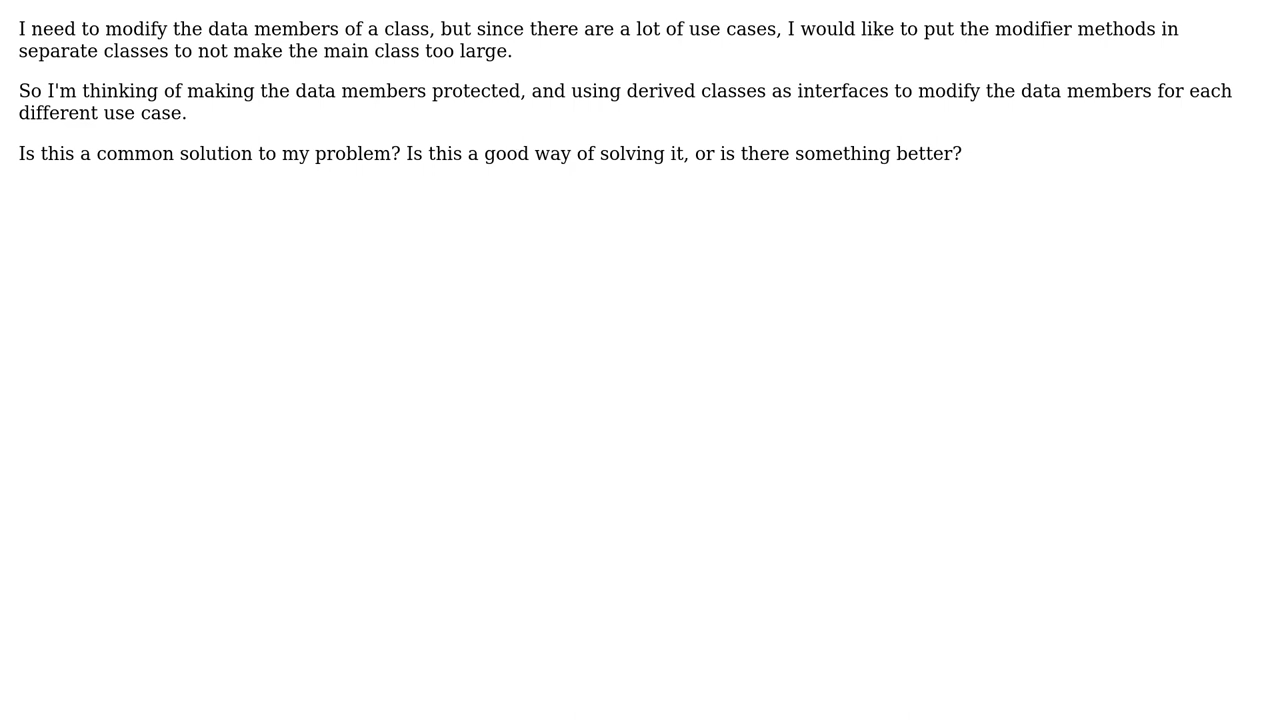 I need to modify the data members of a class, but since there are a lot of use cases, I would like to put the modifier methods in
separate classes to not make the main class too large.
So I'm thinking of making the data members protected, and using derived classes as interfaces to modify the data members for each
different use case.
Is this a common solution to my problem? Is this a good way of solving it, or is there something better?